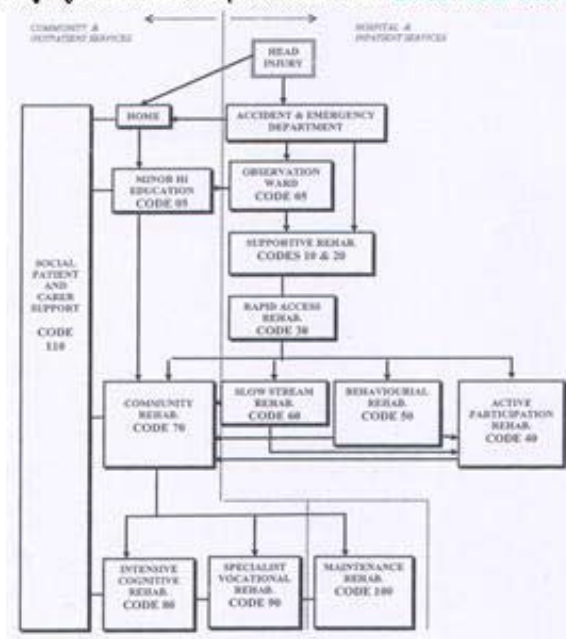 COMMUNITY &
OUTPATIENT SERVICES
HOSPITAL &
INPATIENT SERVICES
HEAD
INJURY
HOME
ACCIDENT & EMERGENCY
DEPARTMENT
MINOR HI
EDUCATION
CODE 05
OBSERVATION
WARD
CODE 05
SUPPORTIVE REHAB.
CODES 10 & 20
SOCIAL
PATIENT
AND
CARER
SUPPORT
CODE
110
RAPID ACCESS
REHAB.
CODE 30
COMMUNITY
REHAB.
CODE 70
SLOW STREAM
REHAB.
CODE 60
BEHAVIOURIAL
REHAB.
CODE 50
ACTIVE
PARTICIPATION
REHAB.
CODE 40
INTENSIVE
COGNITIVE
REHAB.
CODE 80
SPECIALIST
VOCATIONAL
REHAB.
CODE 90
MAINTENANCE
REHAB.
CODE 100